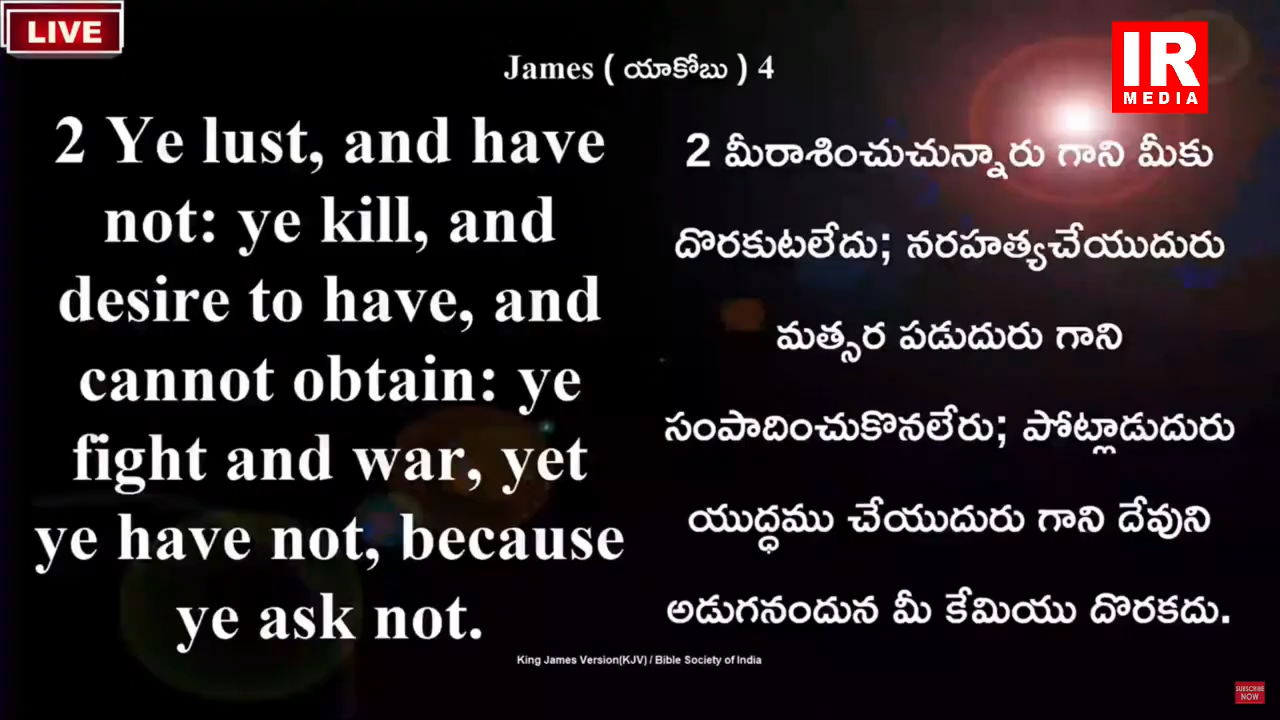 LIVE
IR
MEDIA
James ( యాకోబు ) 4
2 Ye lust, and have
not: ye kill, and
desire to have, and
cannot obtain: ye
fight and war, yet
ye have not, because
ye ask not.
2 మీరాశించుచున్నారు గాని మీకు
దొరకుటలేదు; నరహత్యచేయుదురు
మత్సర పడుదురు గాని
సంపాదించుకొనలేరు; పోట్లాడుదురు
యుద్ధము చేయుదురు గాని దేవుని
అడుగనందున మీ కేమియు దొరకదు.
King James Version(KJV) / Bible Society of India
SUBSCRIBE
NOW